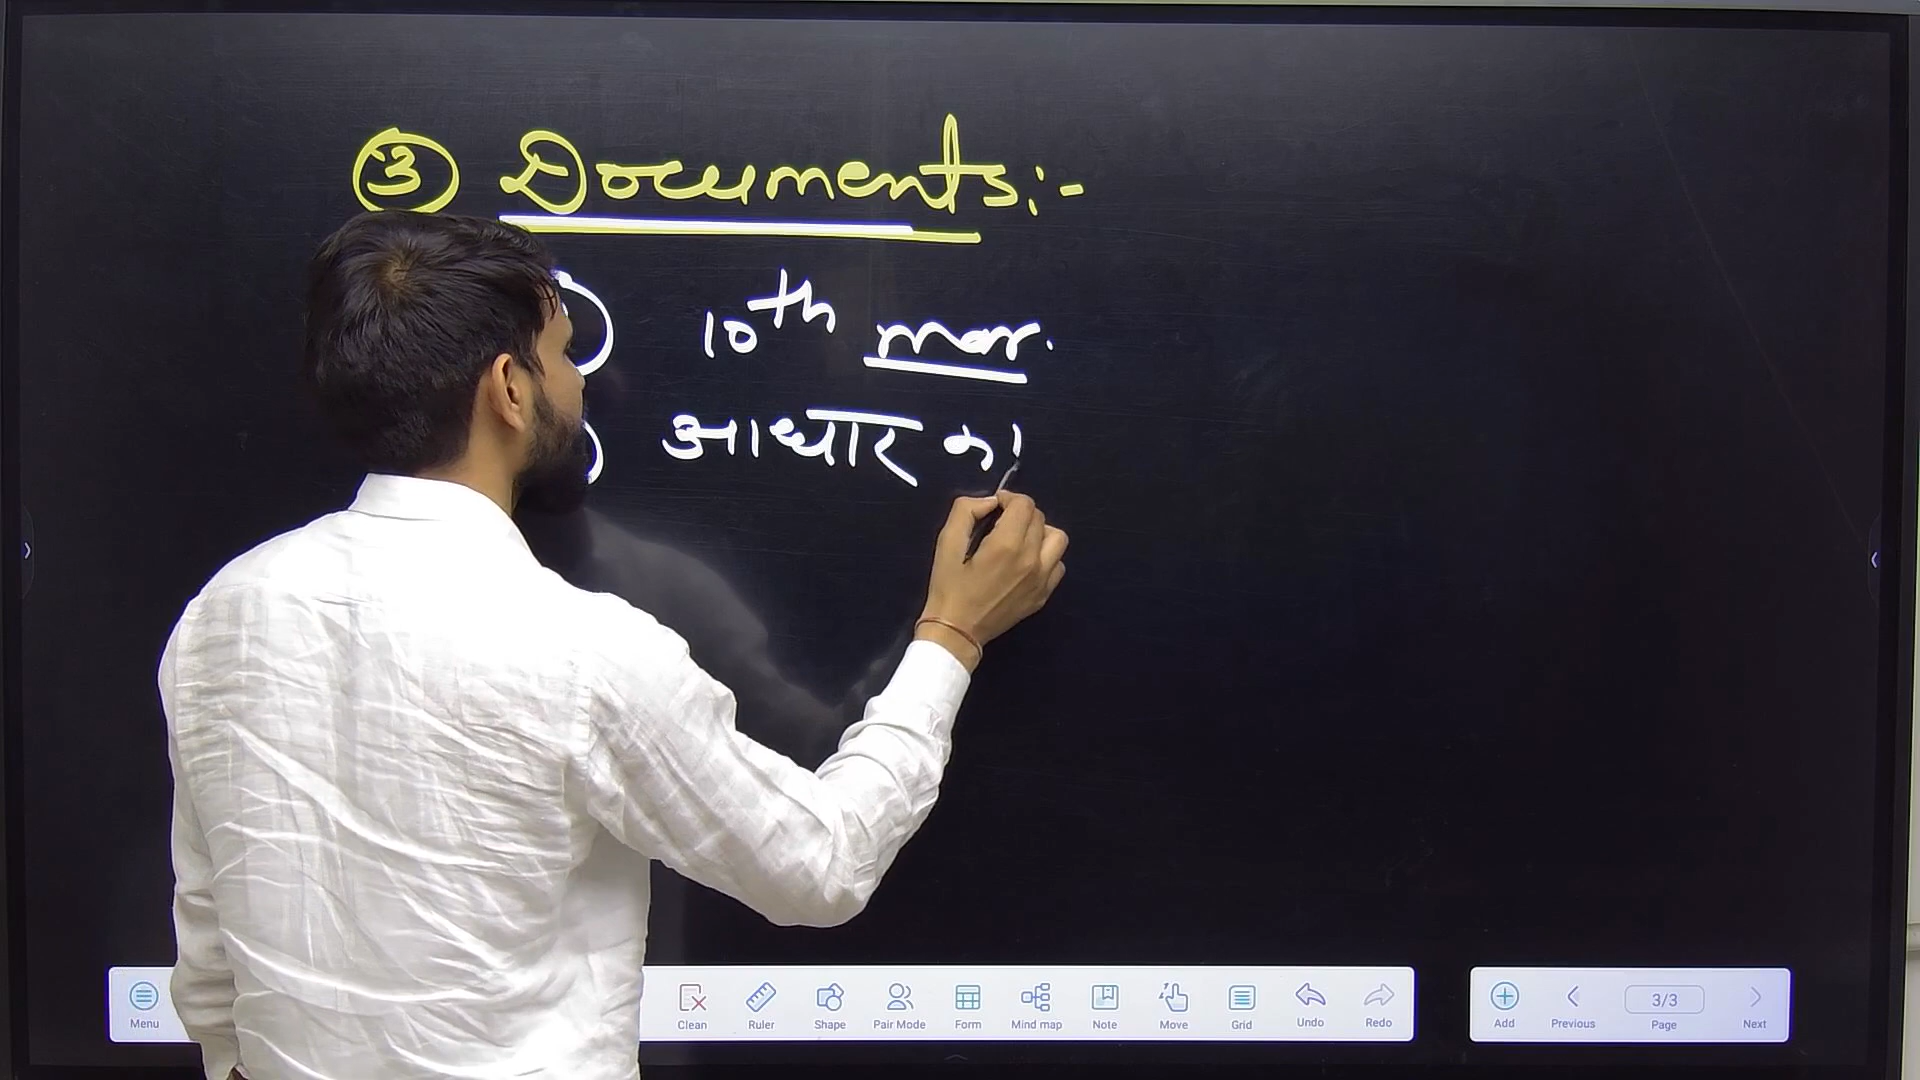 ③ Documents:-
10th mar.
आधार का
Menu Clean Ruler Shape Pair Mode Form Mind map Note Move Grid Undo Redo Add Previous 3/3 Page Next